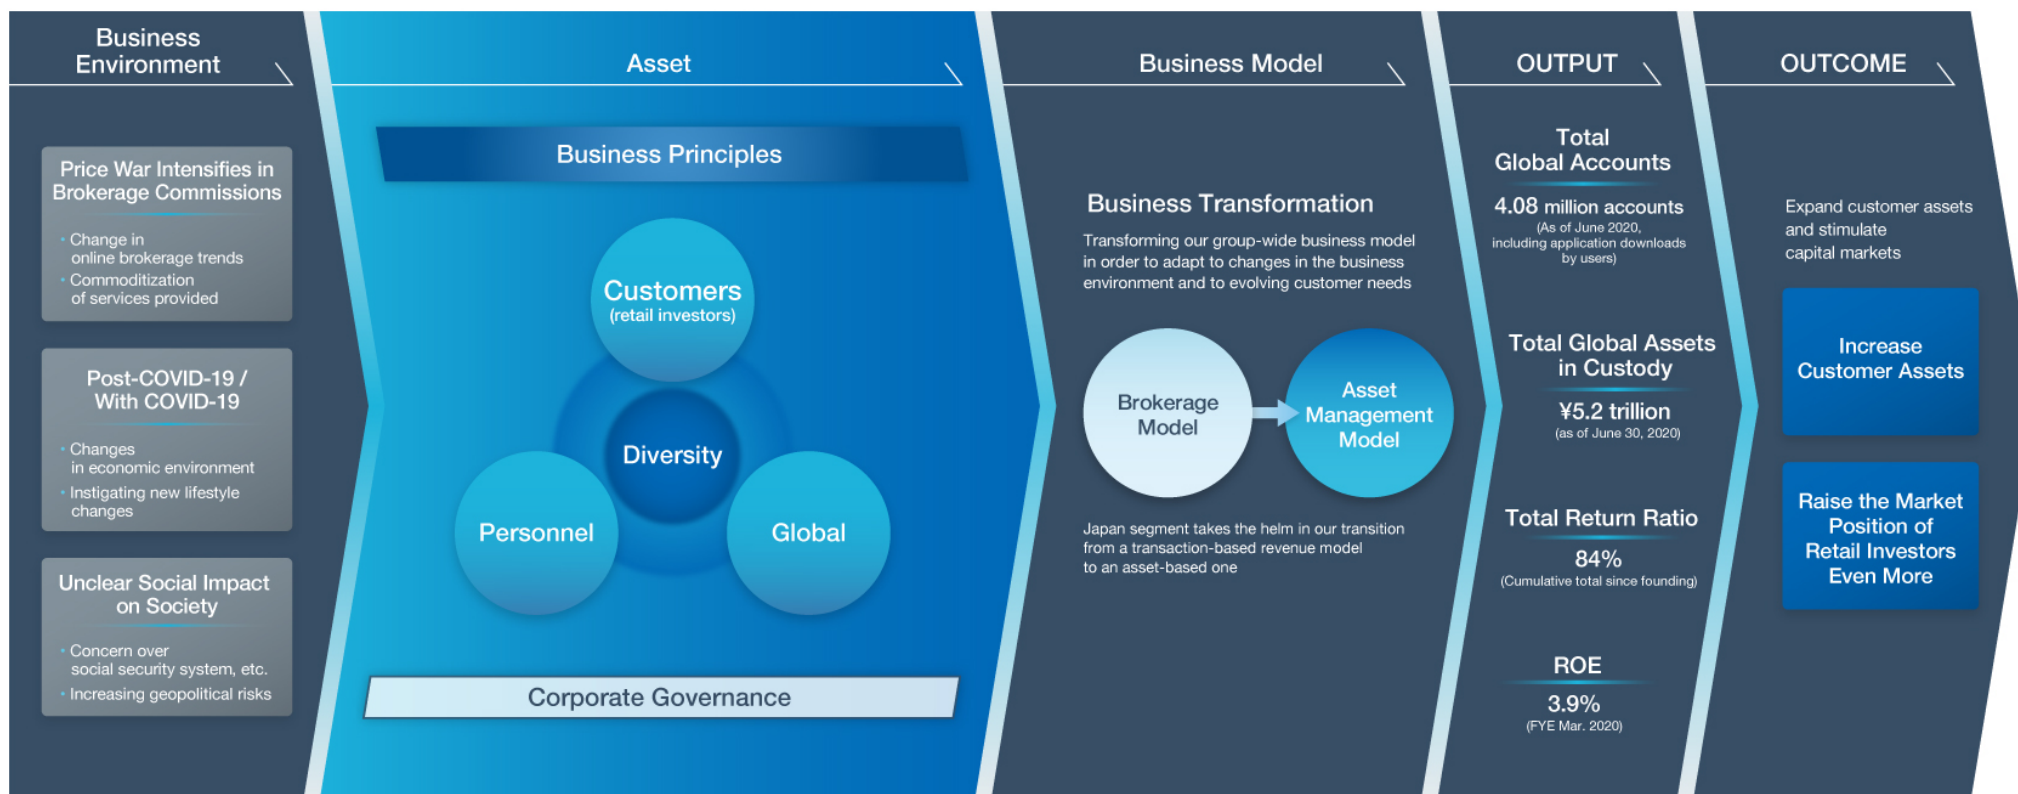 Business
Environment
Price War Intensifies in
Brokerage Commissions
• Change in
online brokerage trends
• Commoditization
of services provided
Post-COVID-19 /
With COVID-19
• Changes
in economic environment
• Instigating new lifestyle
changes
Unclear Social Impact
on Society
• Concern over
social security system, etc.
• Increasing geopolitical risks
Asset
Business Principles
Customers
(retail investors)
Diversity
Personnel
Global
Corporate Governance
Business Model
Business Transformation
Transforming our group-wide business model
in order to adapt to changes in the business
environment and to evolving customer needs
Brokerage
Model
Asset
Management
Model
Japan segment takes the helm in our transition
from a transaction-based revenue model
to an asset-based one
OUTPUT
Total
Global Accounts
4.08 million accounts
(As of June 2020,
including application downloads
by users)
Total Global Assets
in Custody
¥5.2 trillion
(as of June 30, 2020)
Total Return Ratio
84%
(Cumulative total since founding)
ROE
3.9%
(FYE Mar. 2020)
OUTCOME
Expand customer assets
and stimulate
capital markets
Increase
Customer Assets
Raise the Market
Position of
Retail Investors
Even More